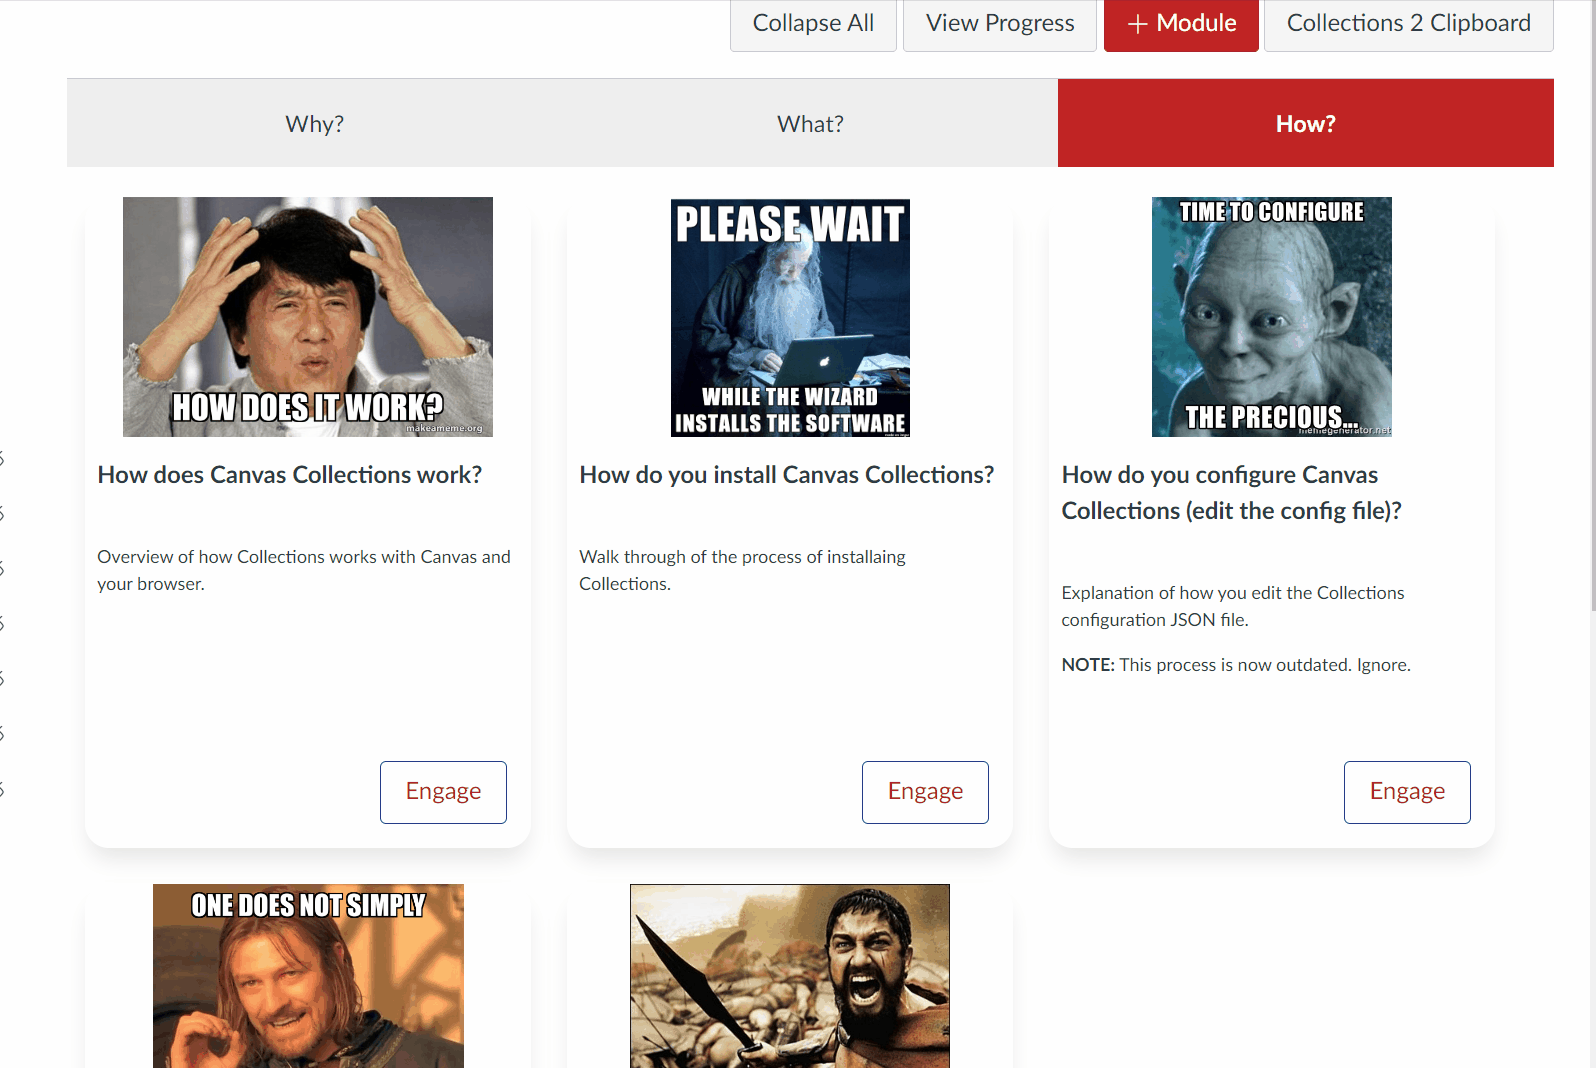 Collapse All
View Progress
+ Module
Collections 2 Clipboard
Why?
What?
How?
HOW DOES IT WORK?
makeameme.org
How does Canvas Collections work?
Overview of how Collections works with Canvas and
your browser.
Engage
PLEASE WAIT
WHILE THE WIZARD
INSTALLS THE SOFTWARE
How do you install Canvas Collections?
Walk through of the process of installaing
Collections.
Engage
TIME TO CONFIGURE
THE PRECIOUS...
memegenerator.net
How do you configure Canvas
Collections (edit the config file)?
Explanation of how you edit the Collections
configuration JSON file.
NOTE: This process is now outdated. Ignore.
Engage
ONE DOES NOT SIMPLY